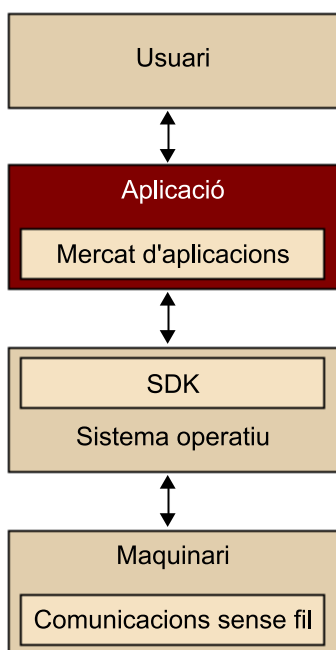 Usuari
Aplicació
Mercat d'aplicacions
SDK
Sistema operatiu
Maquinari
Comunicacions sense fil